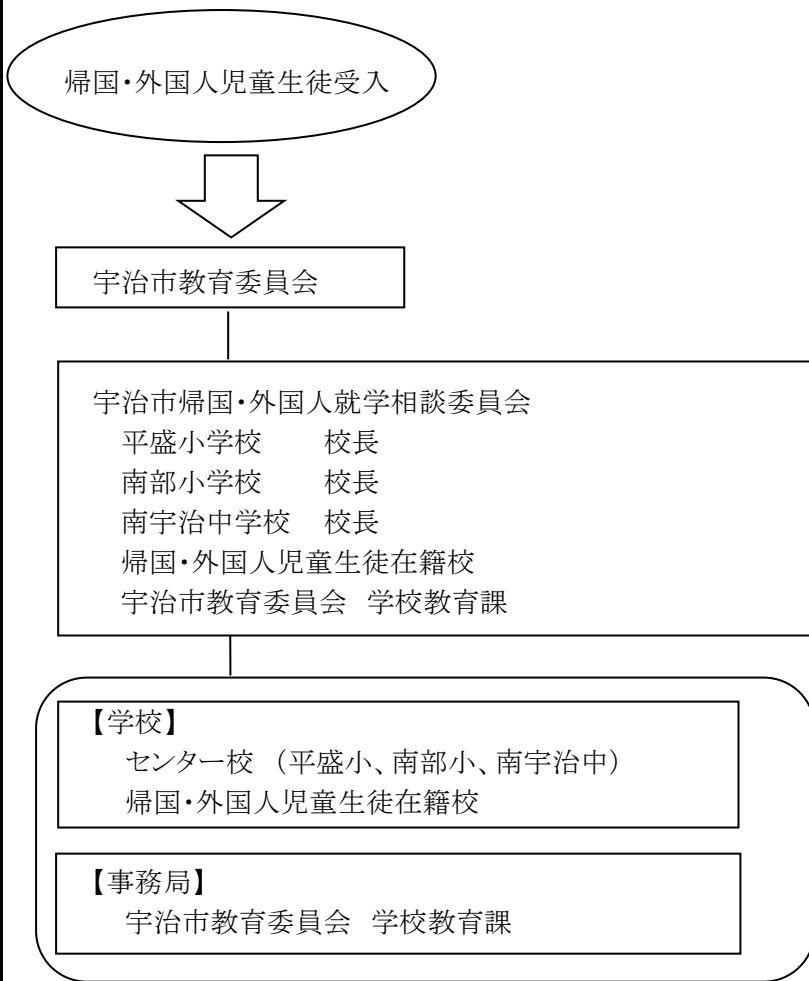 帰国・外国人児童生徒受入
宇治市教育委員会
宇治市帰国・外国人就学相談委員会
平盛小学校　　校長
南部小学校　　校長
南宇治中学校　校長
帰国・外国人児童生徒在籍校
宇治市教育委員会　学校教育課
【学校】
センター校　（平盛小、南部小、南宇治中）
帰国・外国人児童生徒在籍校
【事務局】
宇治市教育委員会　学校教育課